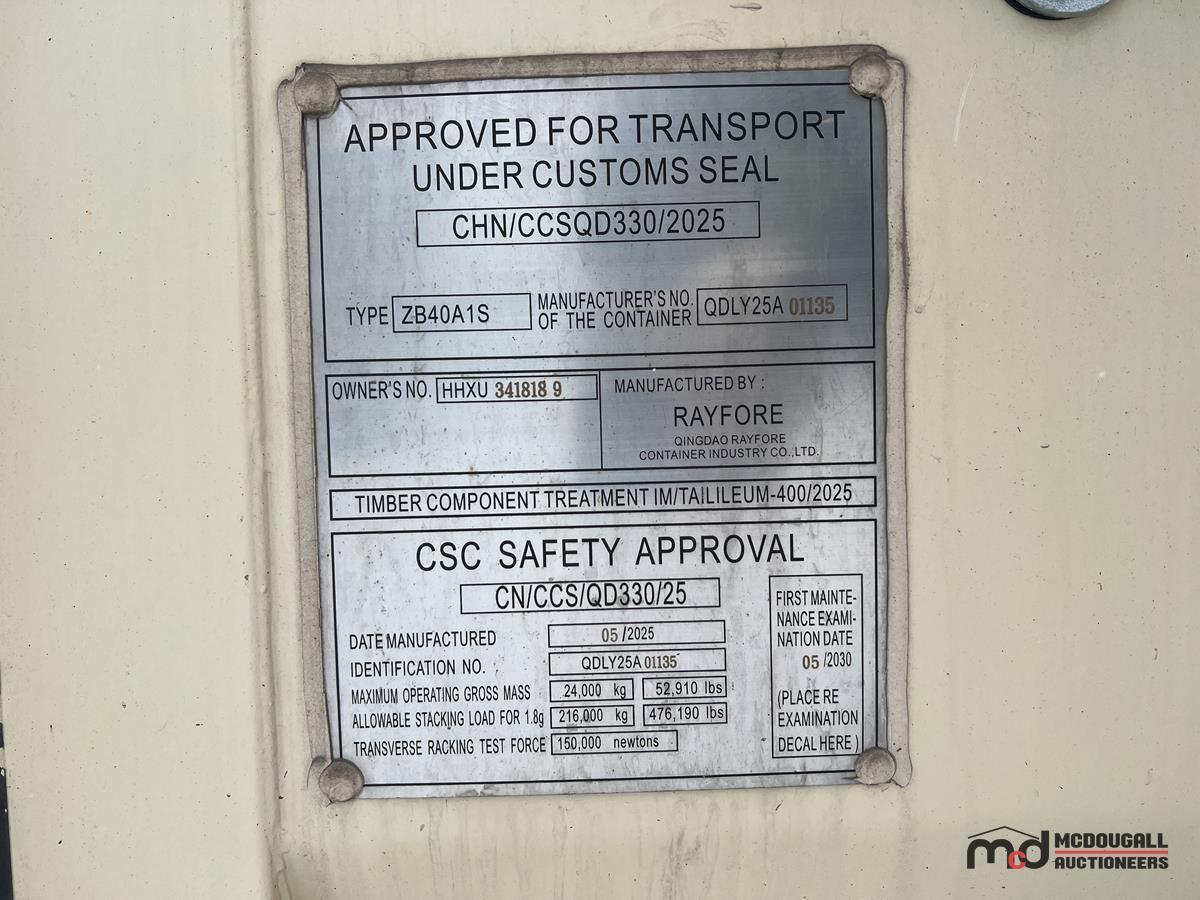 APPROVED FOR TRANSPORT
UNDER CUSTOMS SEAL
CHN/CCSQD330/2025
TYPE ZB40A1S
MANUFACTURER'S NO.
OF THE CONTAINER
QDLY25A 01135
OWNER'S NO. HHXU 341818 9
MANUFACTURED BY :
RAYFORE
QINGDAO RAYFORE
CONTAINER INDUSTRY CO.,LTD.
TIMBER COMPONENT TREATMENT IM/TAILILEUM-400/2025
CSC SAFETY APPROVAL
CN/CCS/QD330/25
DATE MANUFACTURED 05 /2025
IDENTIFICATION NO. QDLY25A 01135
MAXIMUM OPERATING GROSS MASS 24,000 kg 52,910 lbs
ALLOWABLE STACKING LOAD FOR 1.8g 216,000 kg 476,190 lbs
TRANSVERSE RACKING TEST FORCE 150,000 newtons
FIRST MAINTE-
NANCE EXAMI-
NATION DATE
05 /2030
(PLACE RE
EXAMINATION
DECAL HERE )
mcd MCDOUGALL
AUCTIONEERS